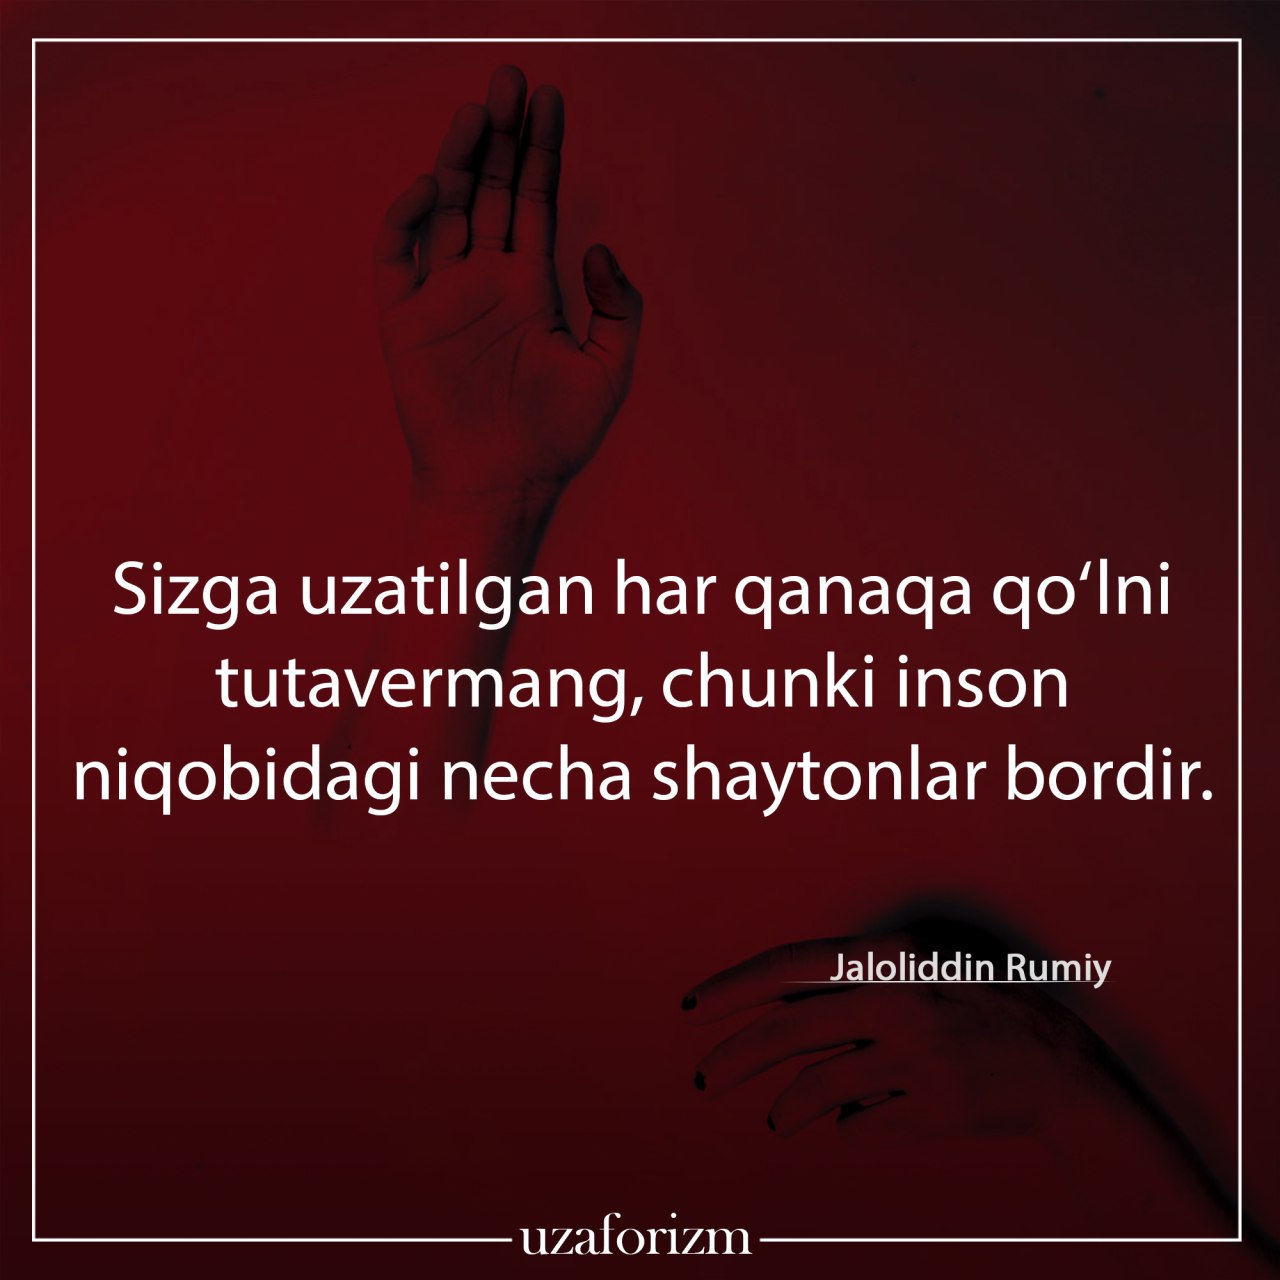 Sizga uzatilgan har qanaqa qo‘lni
tutavermang, chunki inson
niqobidagi necha shaytonlar bordir.
Jaloliddin Rumiy
uzaforizm